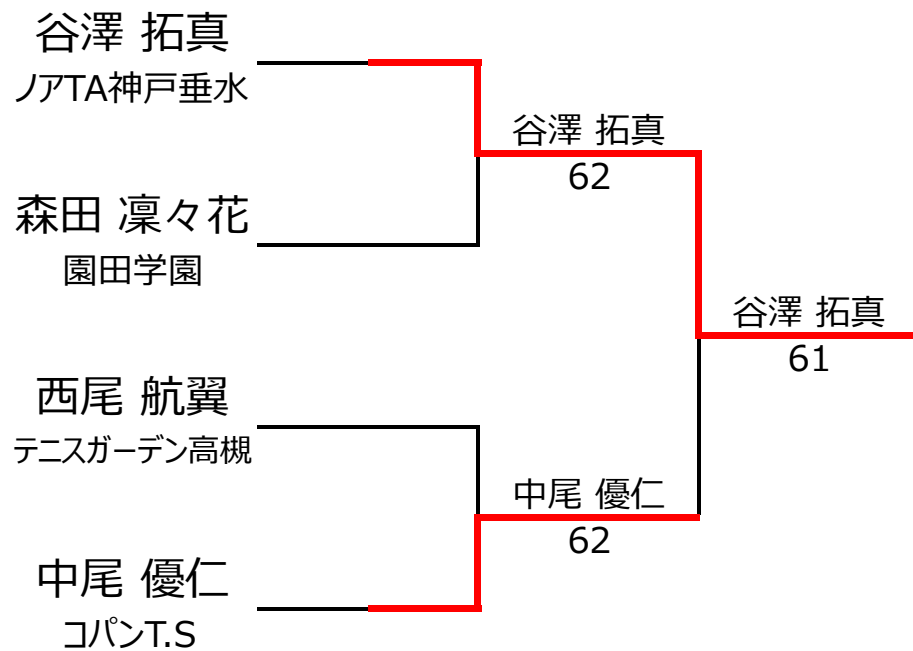 谷澤 拓真
ノアTA神戸垂水
谷澤 拓真
62
森田 凜々花
園田学園
谷澤 拓真
61
西尾 航翼
テニスガーデン高槻
中尾 優仁
62
中尾 優仁
コパンT.S